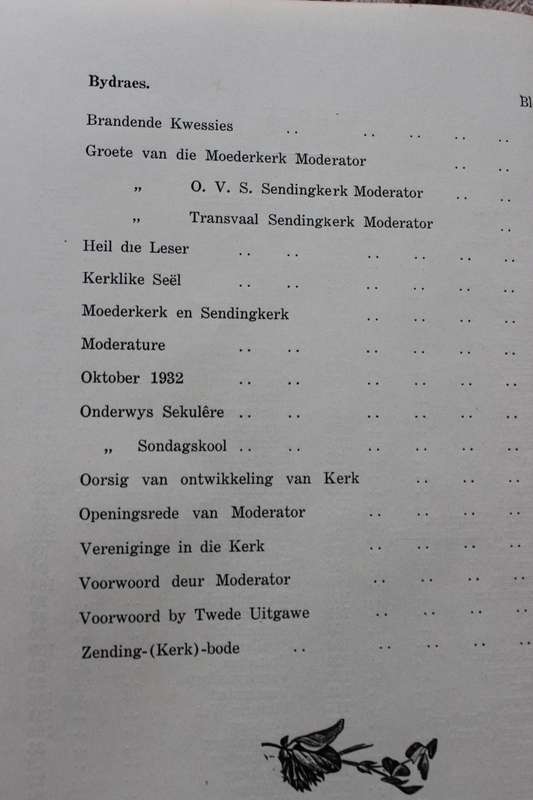 Bydraes.
Bl
Brandende Kwessies .. .. .. .. ..
Groete van die Moederkerk Moderator .. ..
„ O. V. S. Sendingkerk Moderator .. ..
„ Transvaal Sendingkerk Moderator ..
Heil die Leser .. .. .. .. .. ..
Kerklike Seël .. .. .. .. .. ..
Moederkerk en Sendingkerk .. .. .. ..
Moderature .. .. .. .. .. ..
Oktober 1932 .. .. .. .. .. ..
Onderwys Sekulêre .. .. .. .. .. ..
„ Sondagskool .. .. .. .. .. ..
Oorsig van ontwikkeling van Kerk .. .. ..
Openingsrede van Moderator .. .. .. ..
Vereniginge in die Kerk .. .. .. ..
Voorwoord deur Moderator .. .. .. ..
Voorwoord by Twede Uitgawe .. .. .. ..
Zending-(Kerk)-bode .. .. .. .. ..